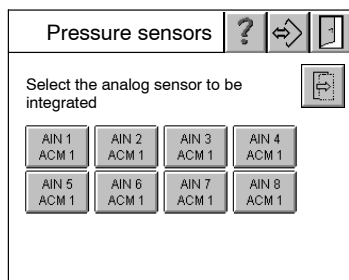 Pressure sensors ?
Select the analog sensor to be
integrated
AIN 1 AIN 2 AIN 3 AIN 4
ACM 1 ACM 1 ACM 1 ACM 1
AIN 5 AIN 6 AIN 7 AIN 8
ACM 1 ACM 1 ACM 1 ACM 1